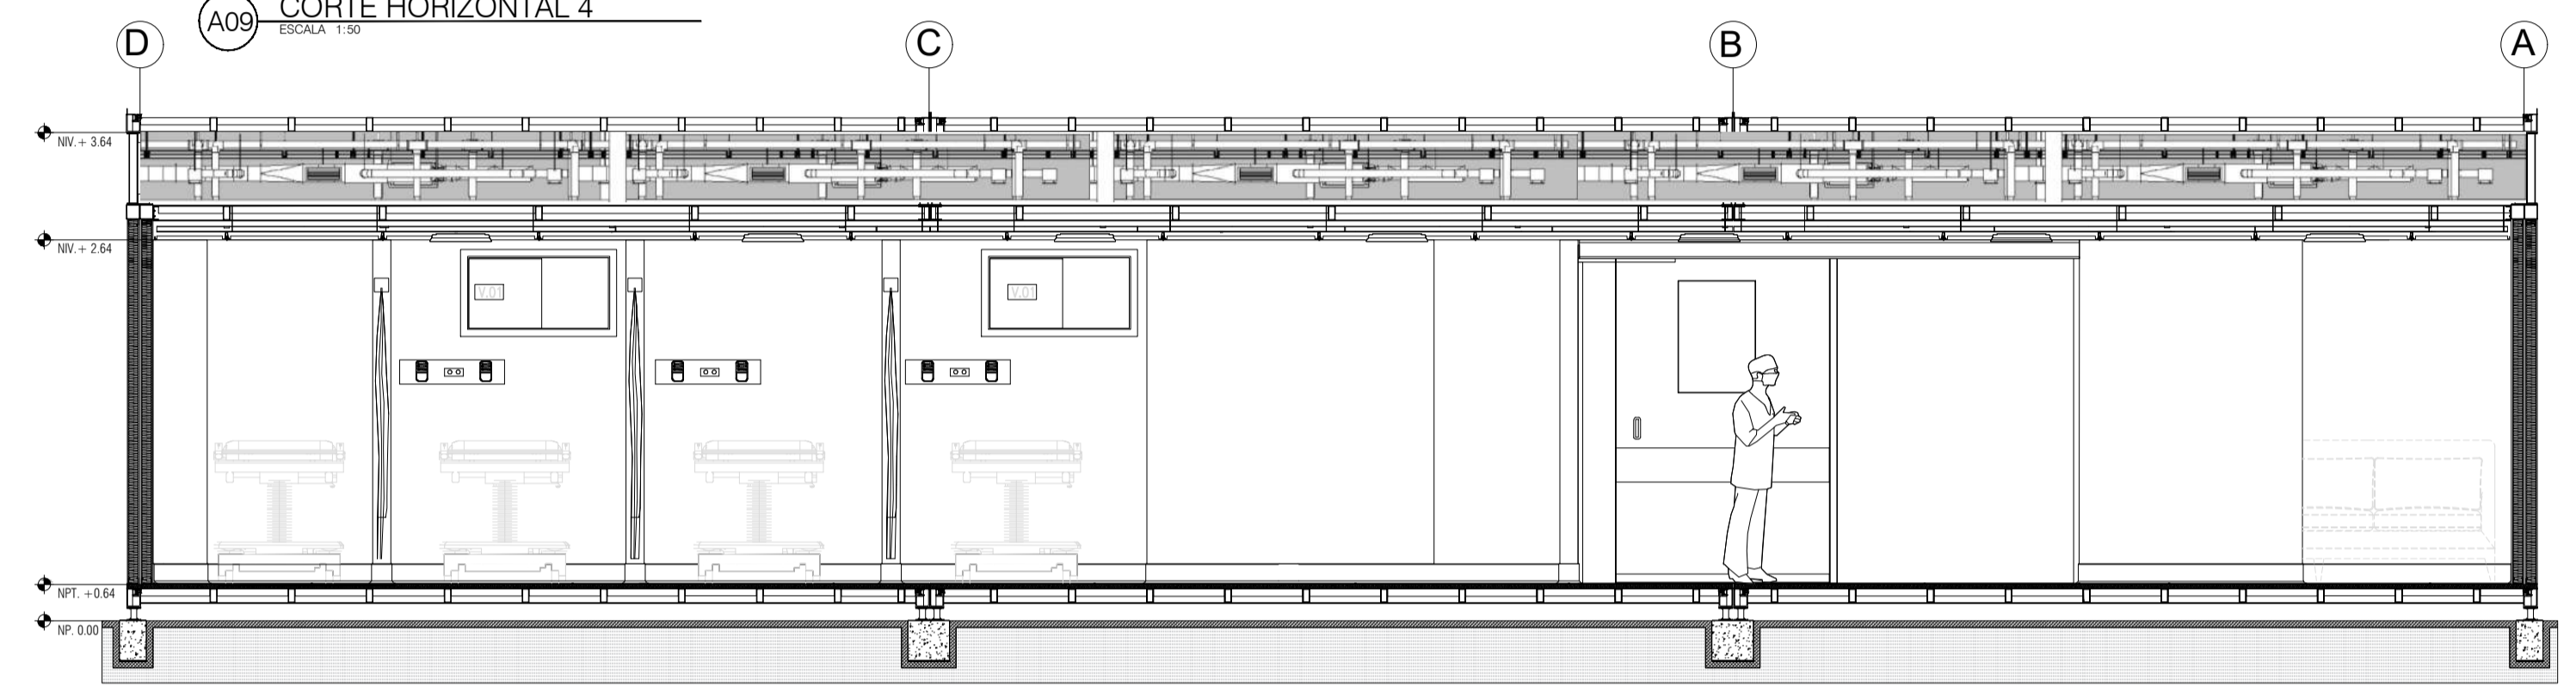 A09 CORTE HORIZONTAL 4
ESCALA 1:50
D C B A
NIV.+ 3.64
NIV.+ 2.64
V.01 V.01
NPT. +0.64
NP. 0.00